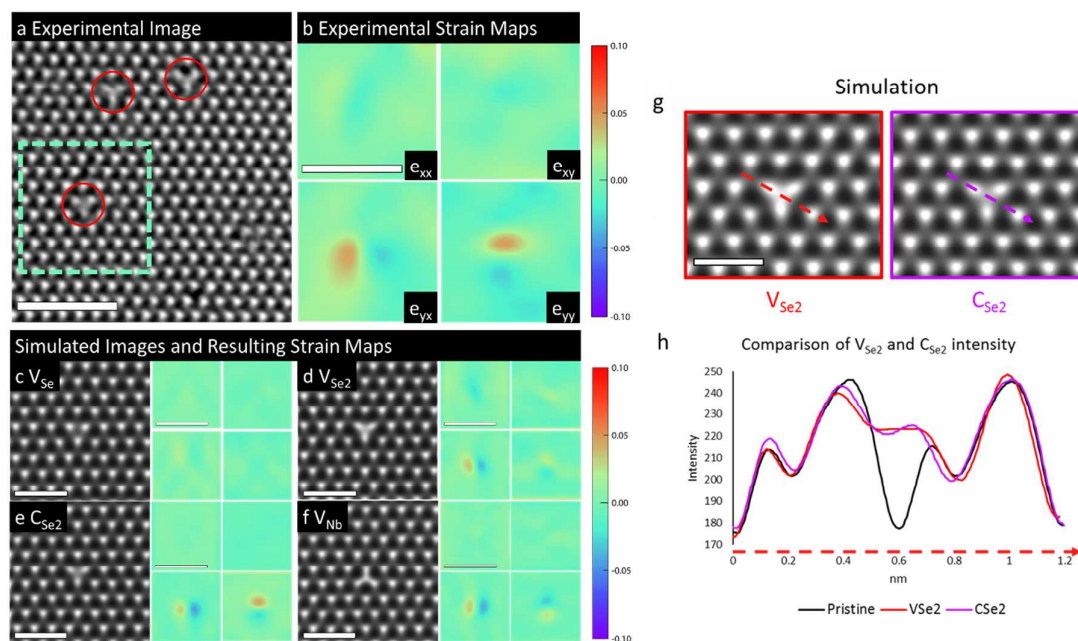 a Experimental Image
b Experimental Strain Maps
e_xx
e_xy
e_yx
e_yy
0.10
0.05
0.00
-0.05
-0.10
Simulated Images and Resulting Strain Maps
c V_Se
d V_Se2
e C_Se2
f V_Nb
0.10
0.05
0.00
-0.05
-0.10
g
Simulation
V_Se2
C_Se2
h
Comparison of V_Se2 and C_Se2 intensity
Intensity
250
240
230
220
210
200
190
180
170
0 0.2 0.4 0.6 0.8 1 1.2
nm
Pristine VSe2 CSe2